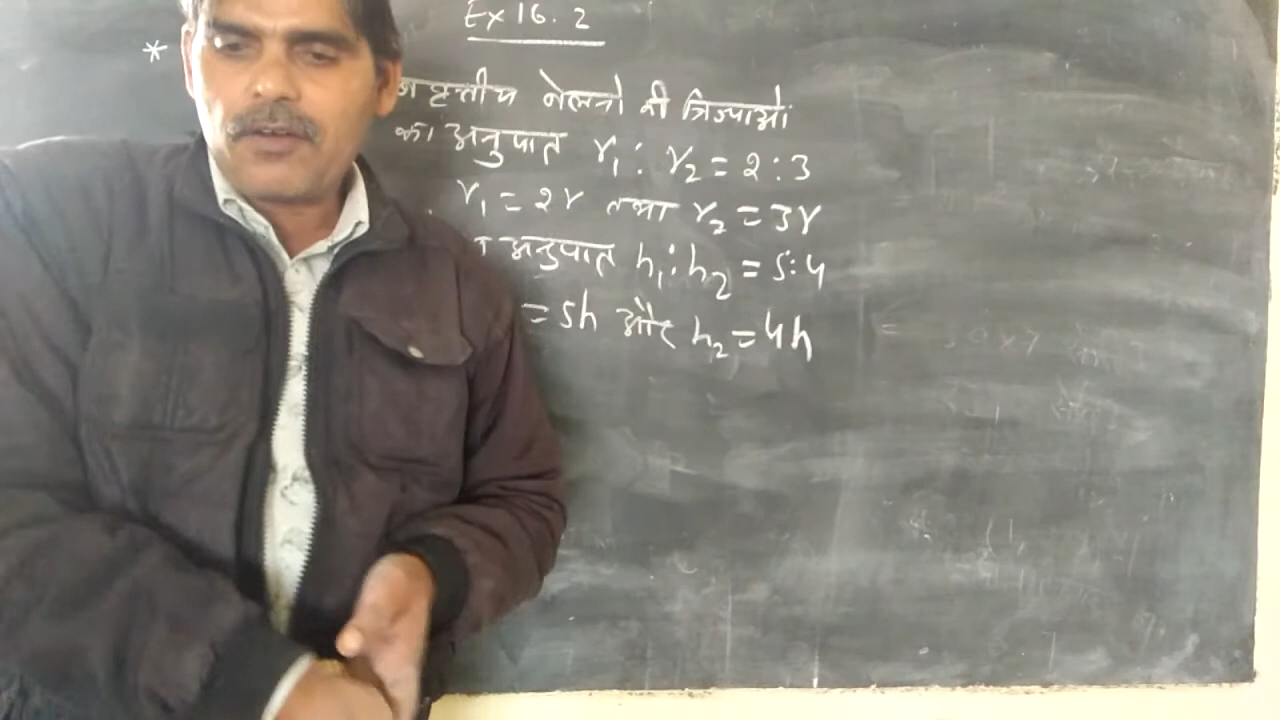 Ex 16.2
*
वृत्तीय बेलनो की त्रिज्याओं
का अनुपात r₁ : r₂ = 2 : 3
r₁ = 2r तथा r₂ = 3r
अनुपात h₁ : h₂ = 5 : 4
= 5h और h₂ = 4h